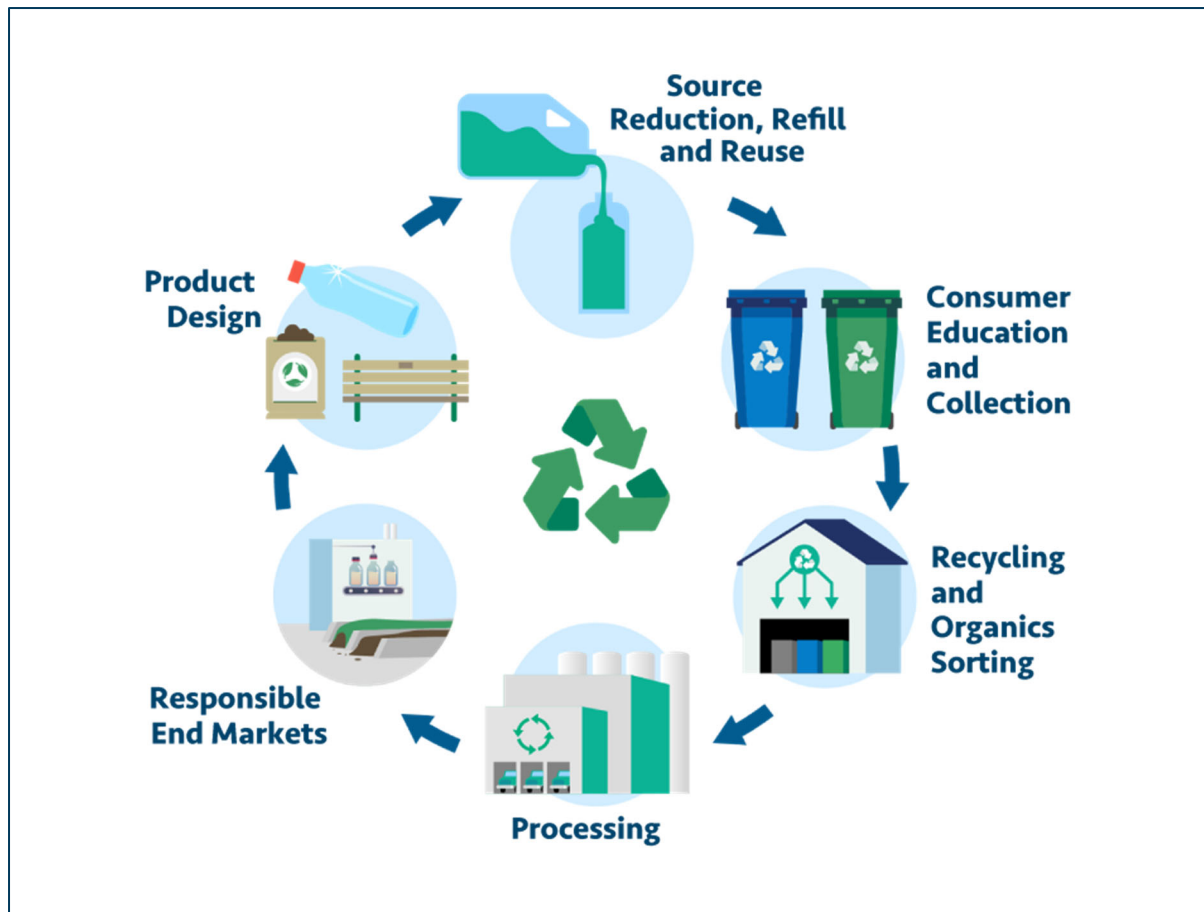 Source
Reduction, Refill
and Reuse
Product
Design
Consumer
Education
and
Collection
Recycling
and
Organics
Sorting
Responsible
End Markets
Processing